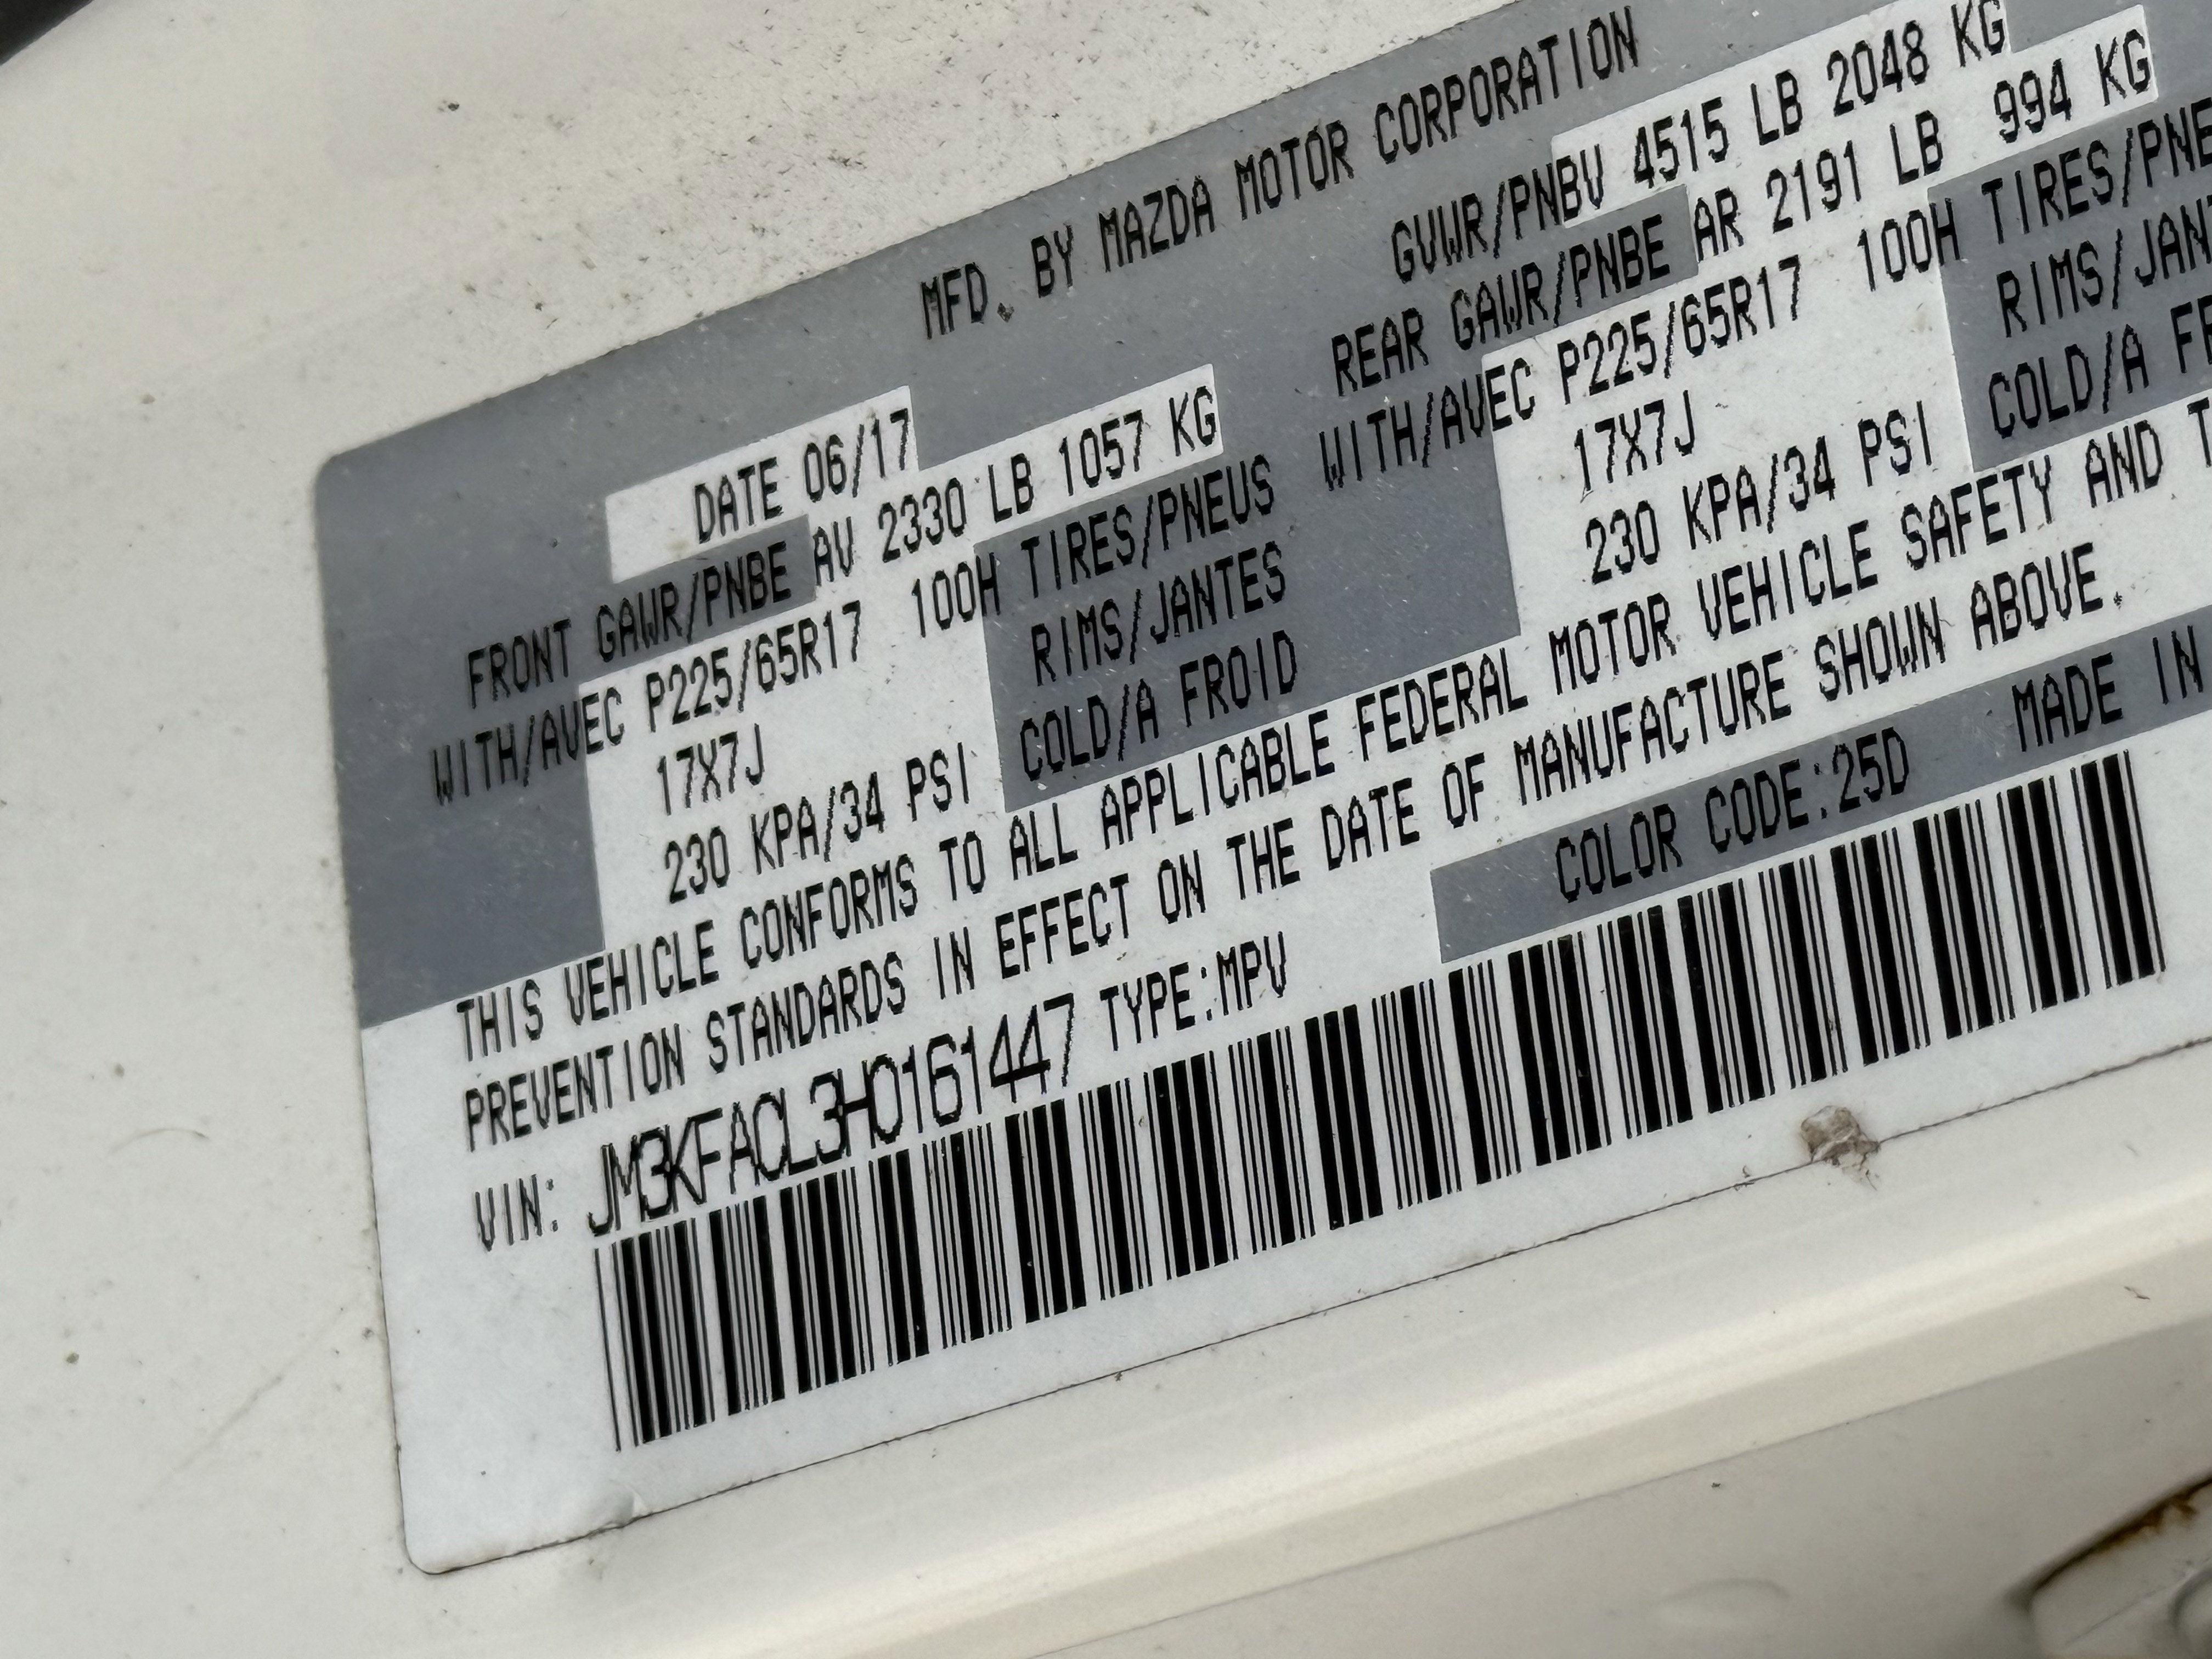 MFD. BY MAZDA MOTOR CORPORATION
DATE 06/17
GVWR/PNBV 4515 LB 2048 KG
FRONT GAWR/PNBE AV 2330 LB 1057 KG
REAR GAWR/PNBE AR 2191 LB 994 KG
WITH/AVEC P225/65R17 100H TIRES/PNEUS
WITH/AVEC P225/65R17 100H TIRES/PNE
17X7J RIMS/JANTES
17X7J RIMS/JAN
230 KPA/34 PSI COLD/A FROID
230 KPA/34 PSI COLD/A FR
THIS VEHICLE CONFORMS TO ALL APPLICABLE FEDERAL MOTOR VEHICLE SAFETY AND T
PREVENTION STANDARDS IN EFFECT ON THE DATE OF MANUFACTURE SHOWN ABOVE.
VIN: JM3KFACL3H0161447 TYPE:MPV COLOR CODE:25D MADE IN